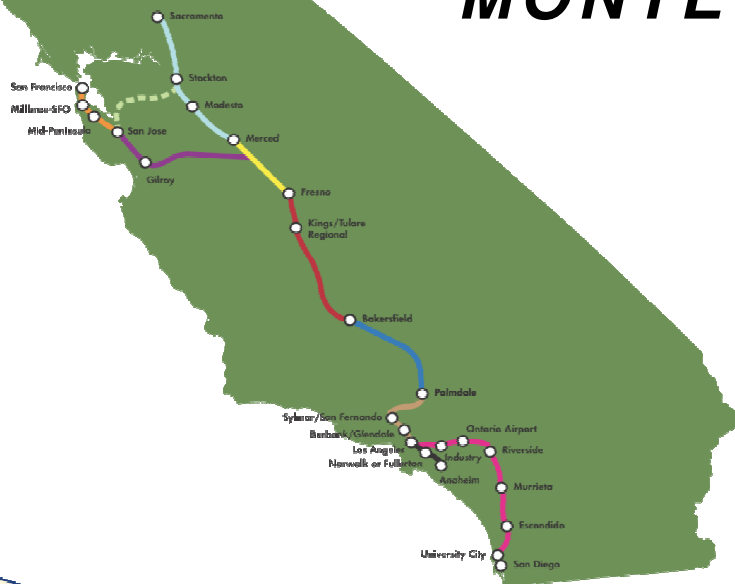 MONTE
Sacramento
Stockton
San Francisco
Modesto
Millbrae-SFO
Mid-Peninsula
San Jose
Merced
Gilroy
Fresno
Kings/Tulare
Regional
Bakersfield
Palmdale
Sylmar/San Fernando
Burbank/Glendale
Ontario Airport
Los Angeles
Riverside
Industry
Norwalk or Fullerton
Anaheim
Murrieta
Escondido
University City
San Diego